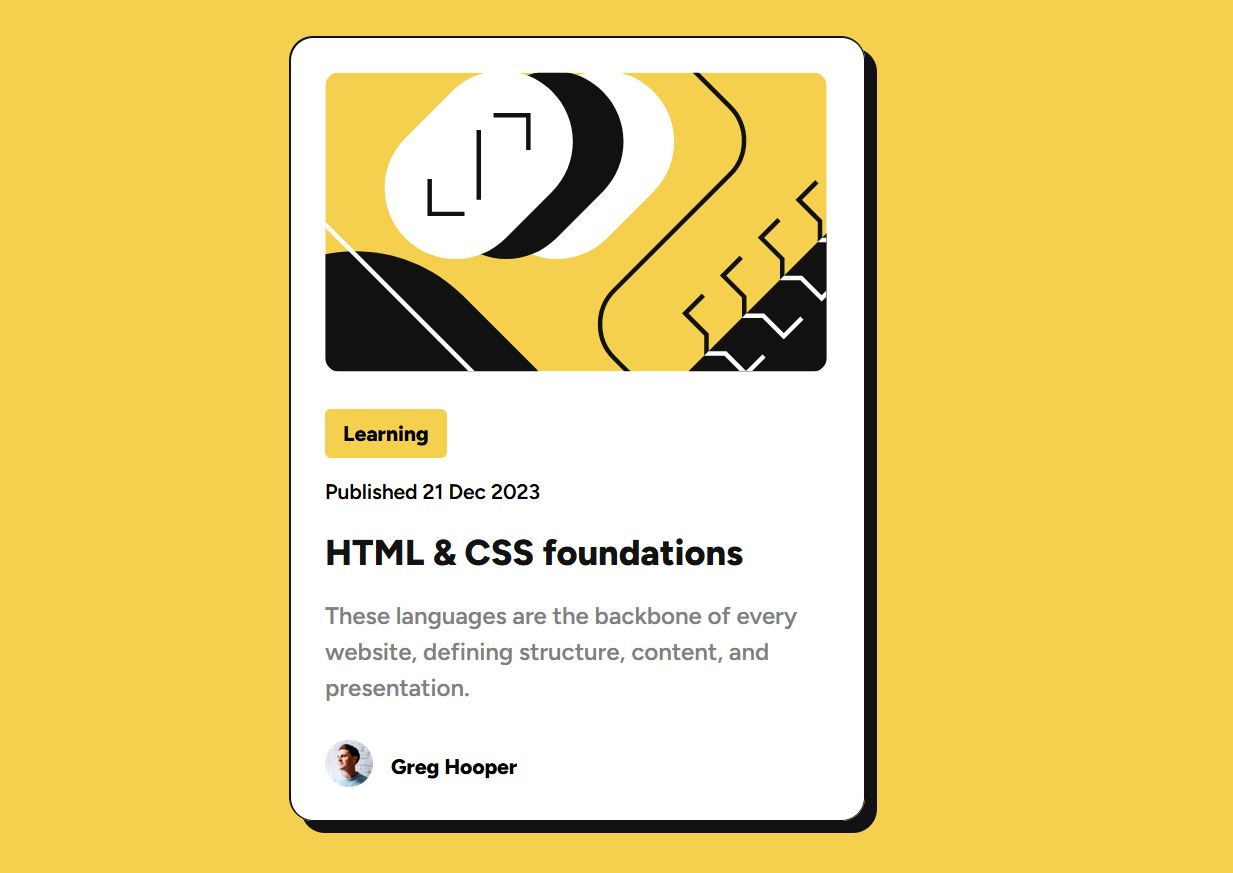 Learning
Published 21 Dec 2023
HTML & CSS foundations
These languages are the backbone of every
website, defining structure, content, and
presentation.
Greg Hooper